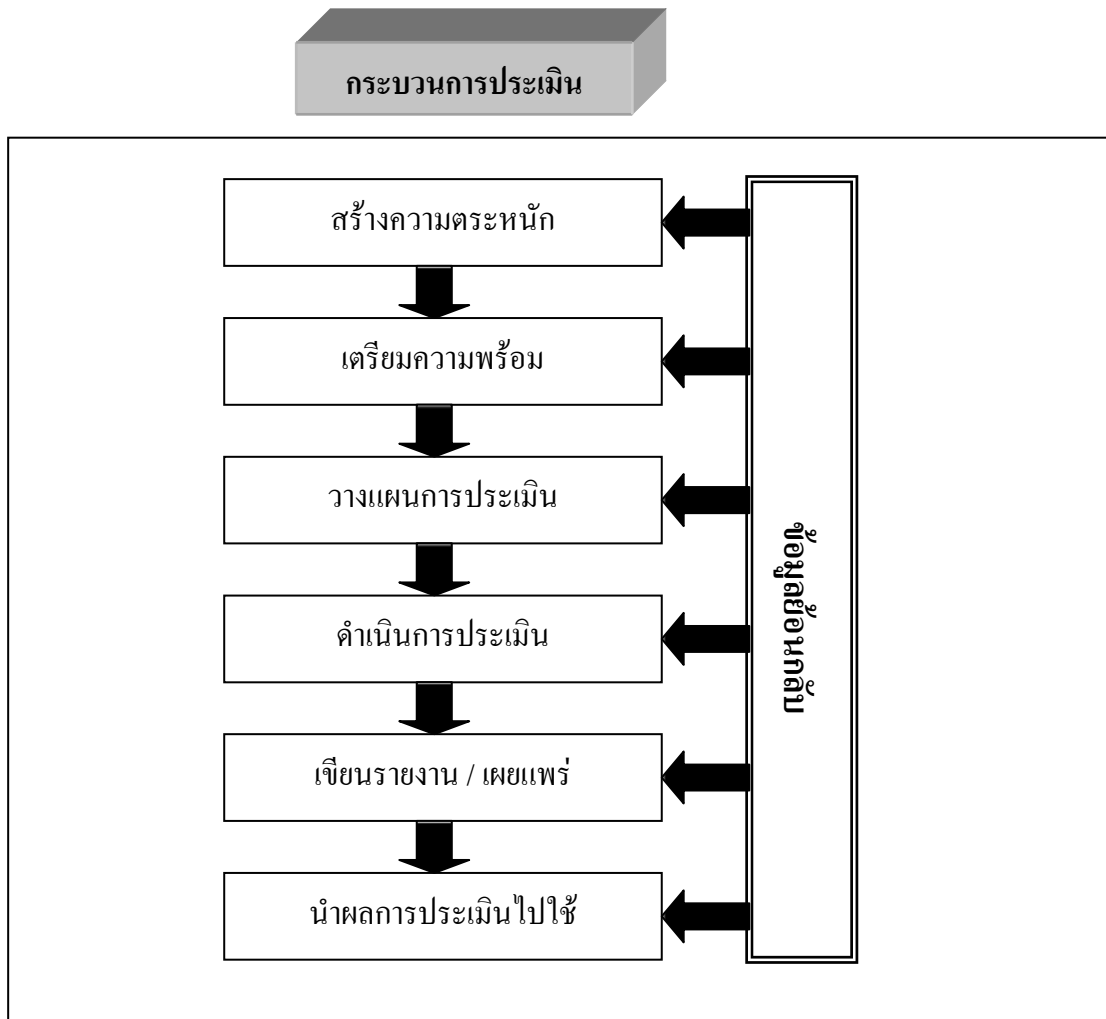 กระบวนการประเมิน
สร้างความตระหนัก
เตรียมความพร้อม
วางแผนการประเมิน
ดำเนินการประเมิน
เขียนรายงาน / เผยแพร่
นำผลการประเมินไปใช้
ข้อมูลย้อนกลับ